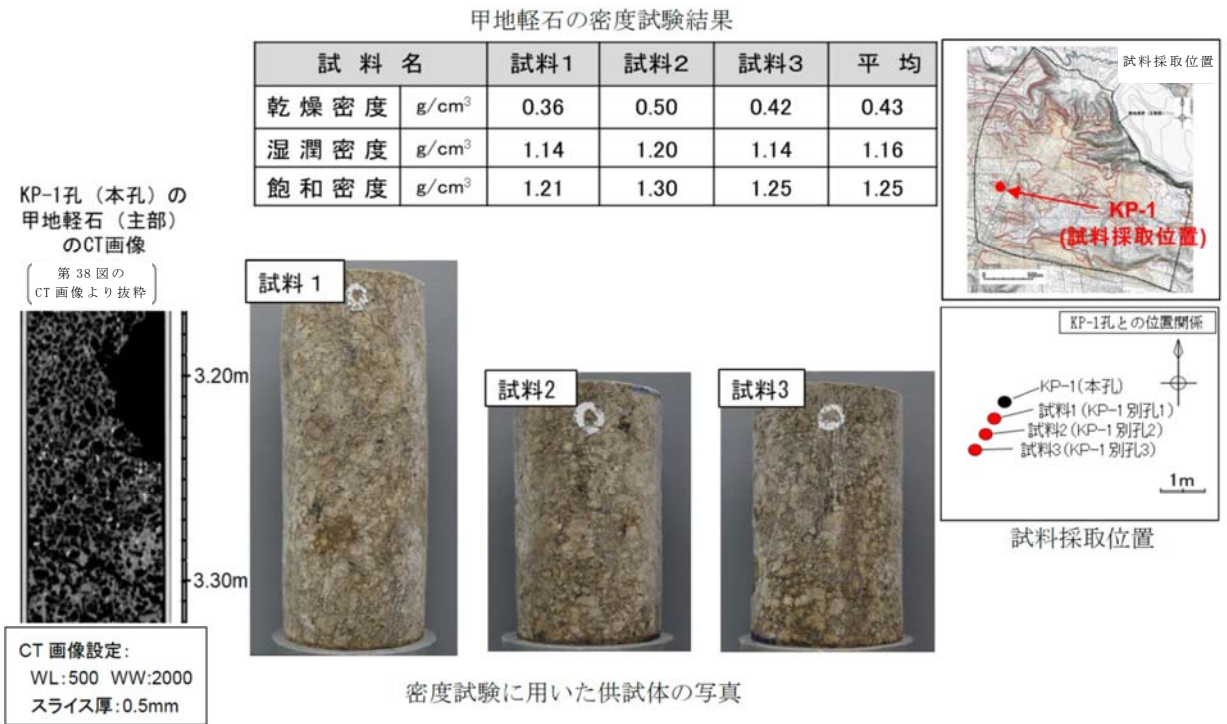 甲地軽石の密度試験結果
試 料 名 試料1 試料2 試料3 平 均
乾 燥 密 度 g/cm³ 0.36 0.50 0.42 0.43
湿 潤 密 度 g/cm³ 1.14 1.20 1.14 1.16
飽 和 密 度 g/cm³ 1.21 1.30 1.25 1.25
試料採取位置
KP-1
(試料採取位置)
KP-1孔（本孔）の
甲地軽石（主部）
のCT画像
第 38 図の
CT 画像より抜粋
3.20m
3.30m
CT 画像設定:
WL:500 WW:2000
スライス厚:0.5mm
試料 1
試料2
試料3
密度試験に用いた供試体の写真
KP-1孔との位置関係
KP-1(本孔)
試料1(KP-1別孔1)
試料2(KP-1別孔2)
試料3(KP-1別孔3)
1m
試料採取位置